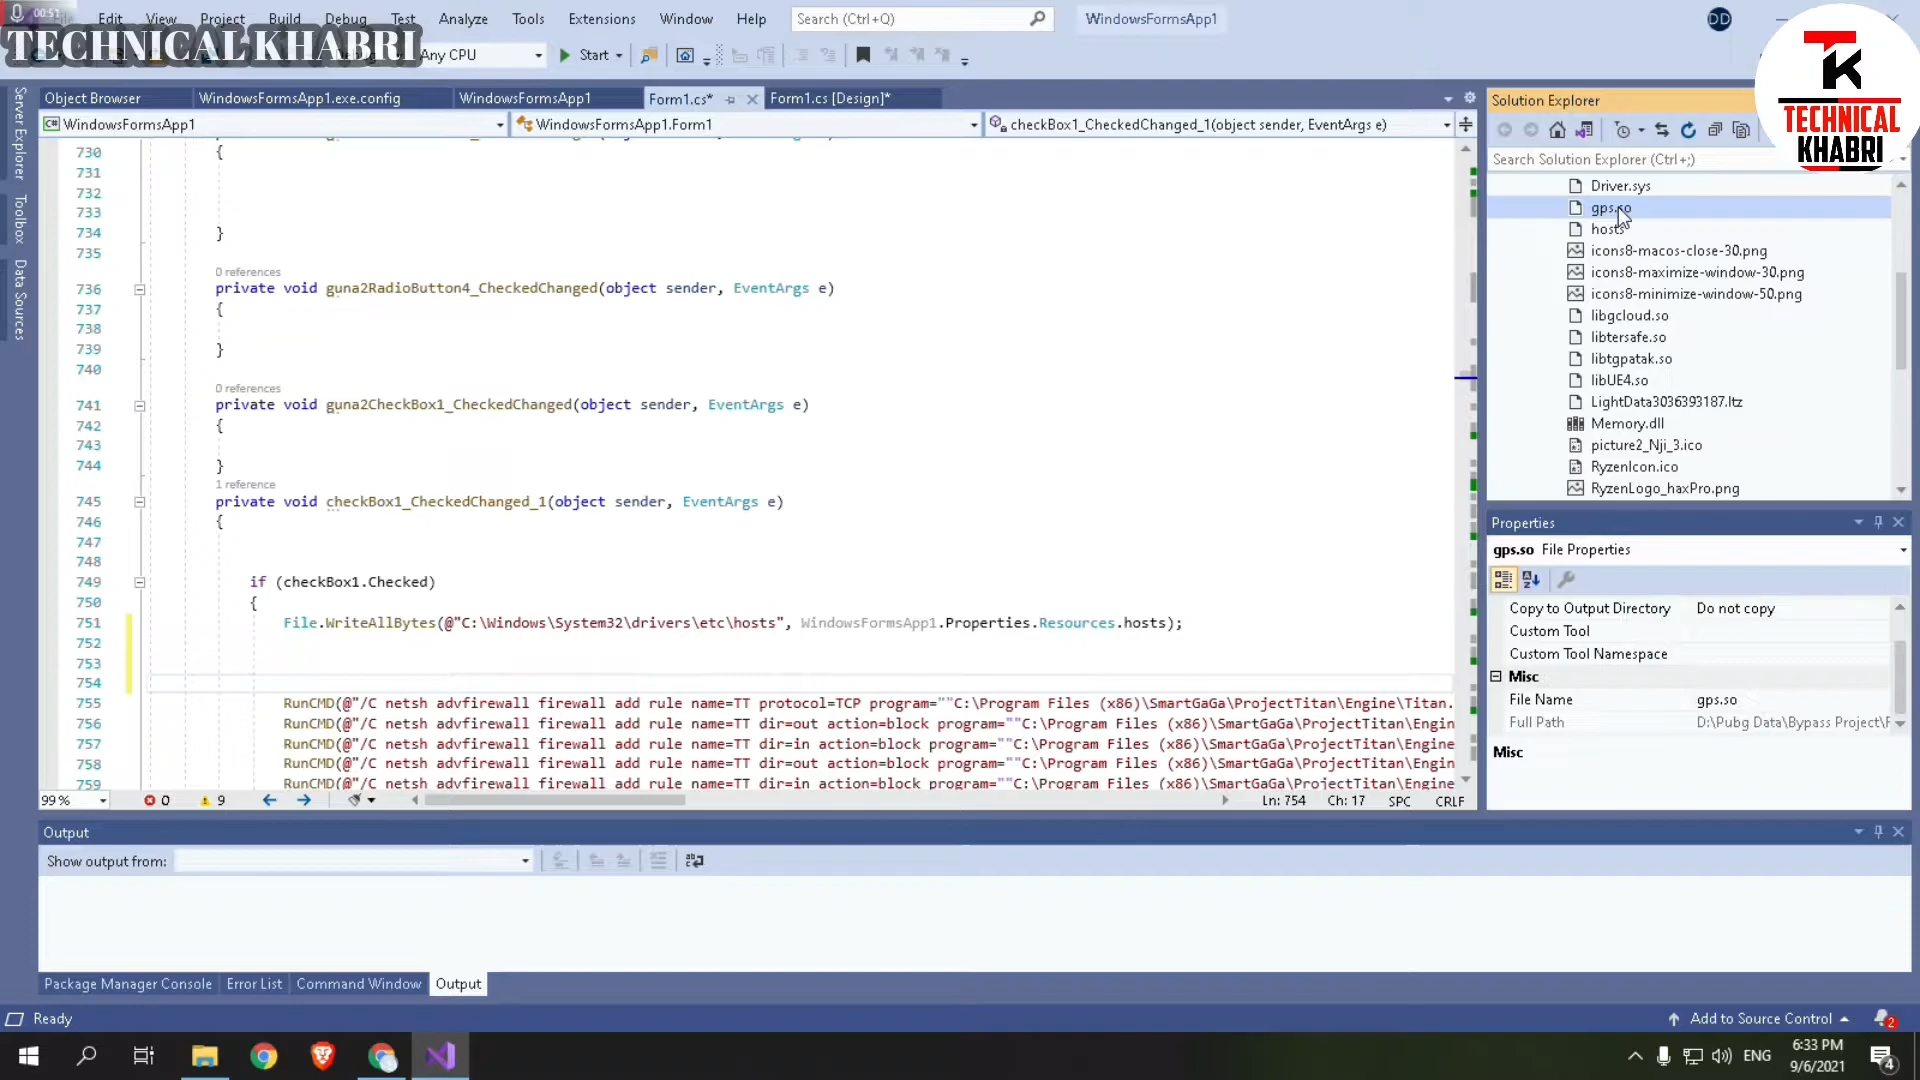 00:51
Edit View Project Build Debug Test Analyze Tools Extensions Window Help Search (Ctrl+Q) WindowsFormsApp1 DD
TECHNICAL KHABRI
Any CPU Start
TECHNICAL
KHABRI
Server Explorer
Toolbox
Data Sources
Object Browser WindowsFormsApp1.exe.config WindowsFormsApp1 Form1.cs* Form1.cs [Design]*
WindowsFormsApp1 WindowsFormsApp1.Form1 checkBox1_CheckedChanged_1(object sender, EventArgs e)
730 {
731
732
733
734 }
735
0 references
736 private void guna2RadioButton4_CheckedChanged(object sender, EventArgs e)
737 {
738
739 }
740
0 references
741 private void guna2CheckBox1_CheckedChanged(object sender, EventArgs e)
742 {
743
744 }
1 reference
745 private void checkBox1_CheckedChanged_1(object sender, EventArgs e)
746 {
747
748
749 if (checkBox1.Checked)
750 {
751 File.WriteAllBytes(@"C:\Windows\System32\drivers\etc\hosts", WindowsFormsApp1.Properties.Resources.hosts);
752
753
754
755 RunCMD(@"/C netsh advfirewall firewall add rule name=TT protocol=TCP program=""C:\Program Files (x86)\SmartGaGa\ProjectTitan\Engine\Titan.
756 RunCMD(@"/C netsh advfirewall firewall add rule name=TT dir=out action=block program=""C:\Program Files (x86)\SmartGaGa\ProjectTitan\Engin
757 RunCMD(@"/C netsh advfirewall firewall add rule name=TT dir=in action=block program=""C:\Program Files (x86)\SmartGaGa\ProjectTitan\Engine
758 RunCMD(@"/C netsh advfirewall firewall add rule name=TT dir=out action=block program=""C:\Program Files (x86)\SmartGaGa\ProjectTitan\Engin
759 RunCMD(@"/C netsh advfirewall firewall add rule name=TT dir=in action=block program=""C:\Program Files (x86)\SmartGaGa\ProjectTitan\Engine
99 % 0 9 Ln: 754 Ch: 17 SPC CRLF
Solution Explorer
Search Solution Explorer (Ctrl+;)
Driver.sys
gps.so
hosts
icons8-macos-close-30.png
icons8-maximize-window-30.png
icons8-minimize-window-50.png
libgcloud.so
libtersafe.so
libtgpatak.so
libUE4.so
LightData3036393187.ltz
Memory.dll
picture2_Nji_3.ico
RyzenIcon.ico
RyzenLogo_haxPro.png
Properties
gps.so File Properties
Copy to Output Directory Do not copy
Custom Tool
Custom Tool Namespace
Misc
File Name gps.so
Full Path D:\Pubg Data\Bypass Project\F
Misc
Output
Show output from:
Package Manager Console Error List Command Window Output
Ready Add to Source Control 2
ENG 6:33 PM
9/6/2021 4